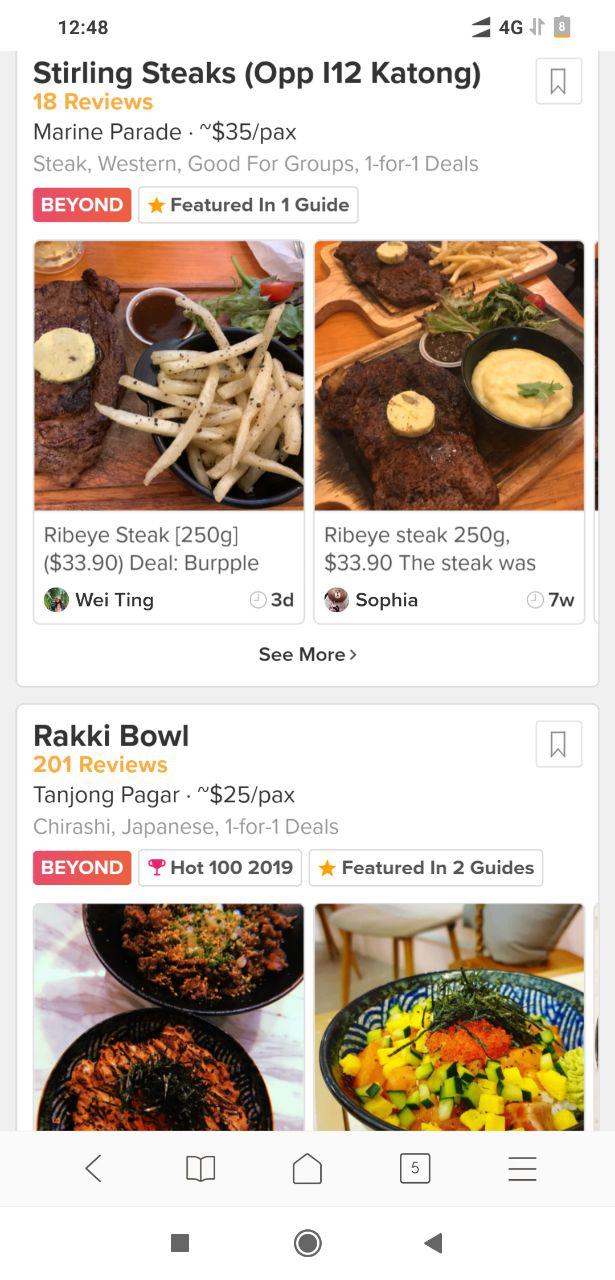 12:48 4G 8
Stirling Steaks (Opp I12 Katong)
18 Reviews
Marine Parade · ~$35/pax
Steak, Western, Good For Groups, 1-for-1 Deals
BEYOND Featured In 1 Guide
Ribeye Steak [250g]
($33.90) Deal: Burpple
Wei Ting 3d
Ribeye steak 250g,
$33.90 The steak was
Sophia 7w
See More >
Rakki Bowl
201 Reviews
Tanjong Pagar · ~$25/pax
Chirashi, Japanese, 1-for-1 Deals
BEYOND Hot 100 2019 Featured In 2 Guides
5